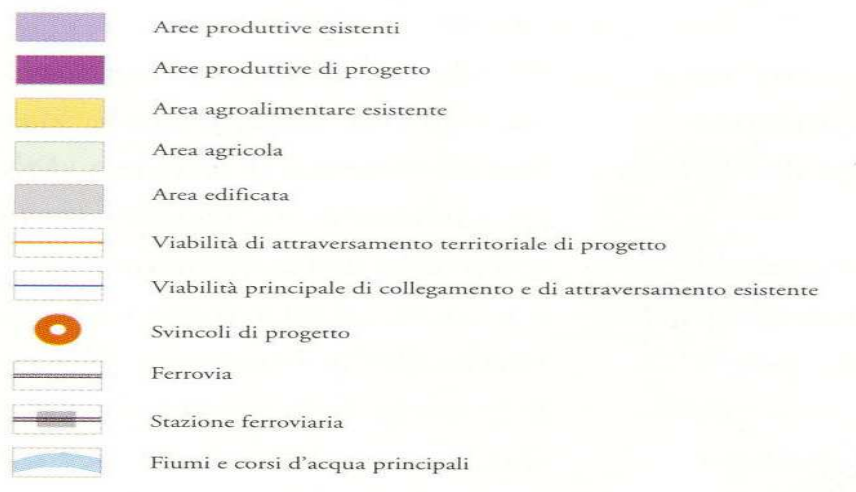 Aree produttive esistenti
Aree produttive di progetto
Area agroalimentare esistente
Area agricola
Area edificata
Viabilità di attraversamento territoriale di progetto
Viabilità principale di collegamento e di attraversamento esistente
Svincoli di progetto
Ferrovia
Stazione ferroviaria
Fiumi e corsi d'acqua principali